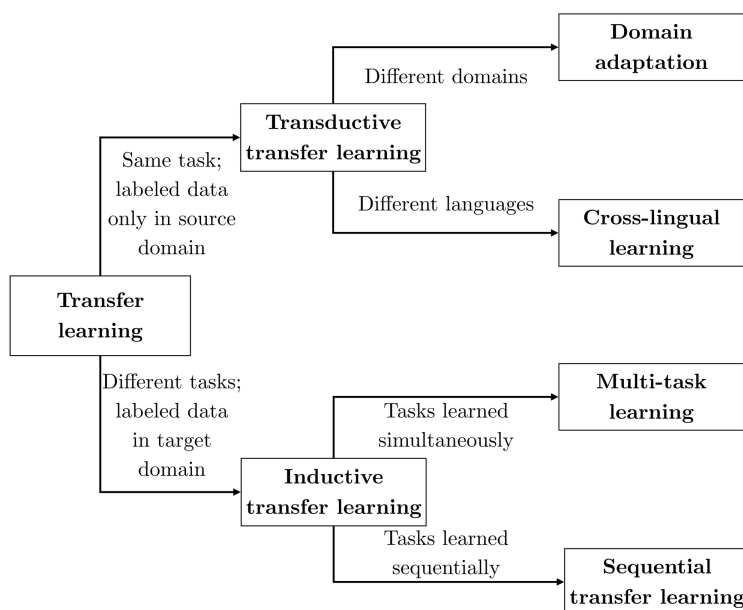 Domain
adaptation
Different domains
Transductive
transfer learning
Same task;
labeled data
only in source
domain
Different languages
Cross-lingual
learning
Transfer
learning
Different tasks;
labeled data
in target
domain
Multi-task
learning
Tasks learned
simultaneously
Inductive
transfer learning
Tasks learned
sequentially
Sequential
transfer learning